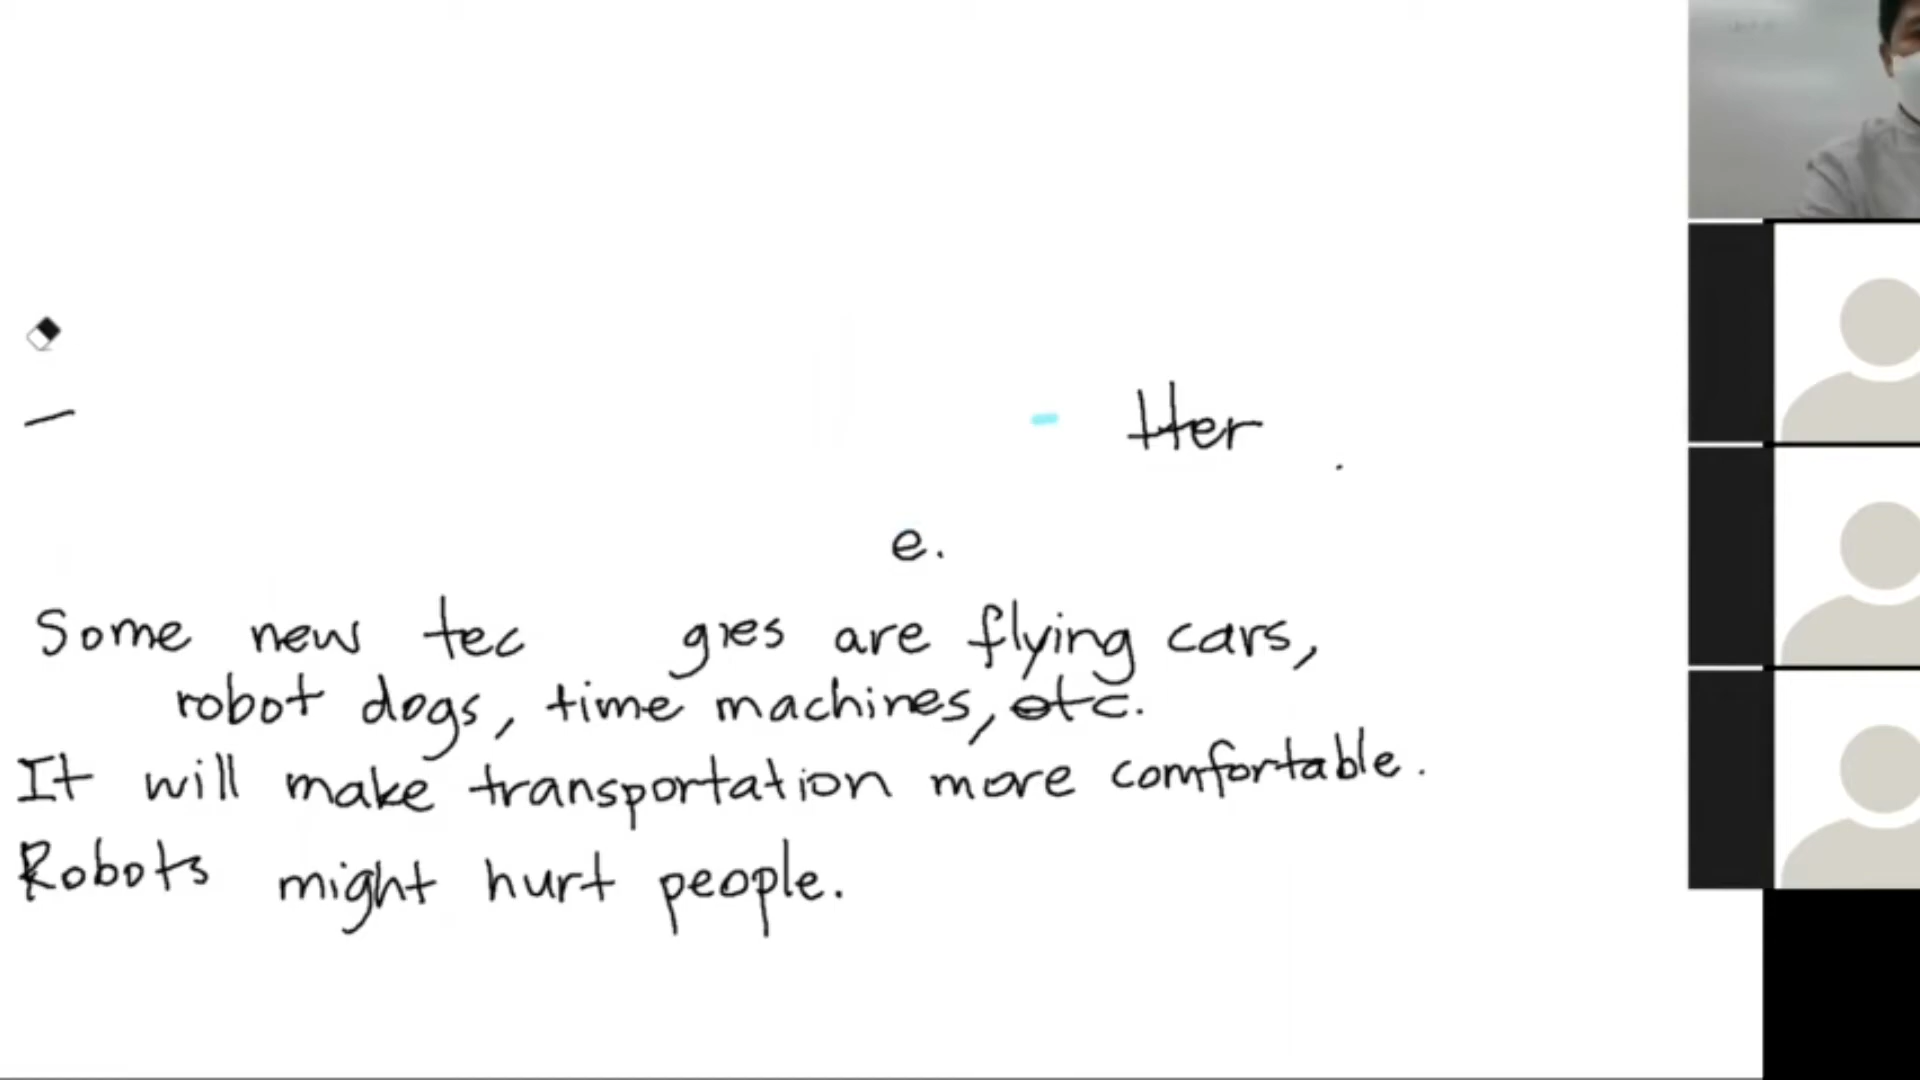 Her
e.
Some new tec gies are flying cars,
robot dogs, time machines, etc.
It will make transportation more comfortable.
Robots might hurt people.